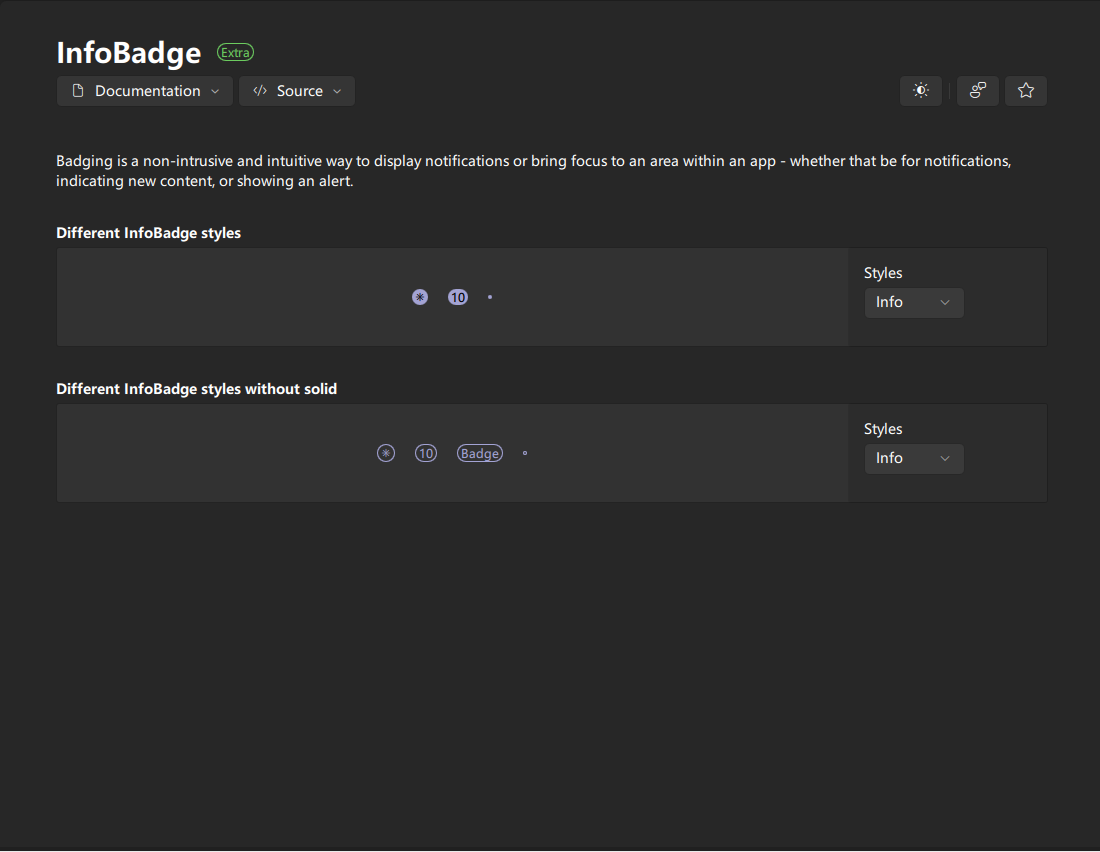 InfoBadge Extra
Documentation Source
Badging is a non-intrusive and intuitive way to display notifications or bring focus to an area within an app - whether that be for notifications,
indicating new content, or showing an alert.
Different InfoBadge styles
10
Styles
Info
Different InfoBadge styles without solid
10 Badge
Styles
Info